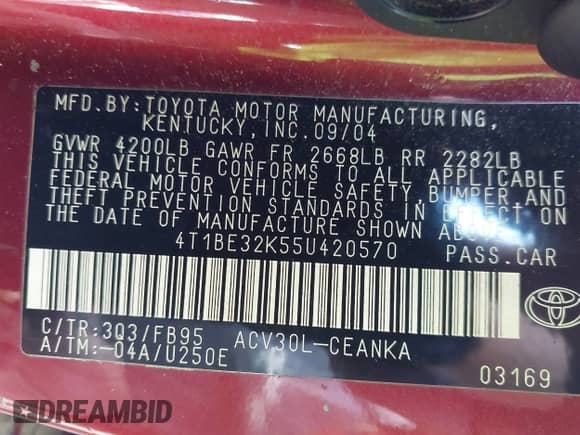 MFD.BY:TOYOTA MOTOR MANUFACTURING,
KENTUCKY,INC.09/04
GVWR 4200LB GAWR FR 2668LB RR 2282LB
THIS VEHICLE CONFORMS TO ALL APPLICABLE
FEDERAL MOTOR VEHICLE SAFETY,BUMPER,AND
THEFT PREVENTION STANDARDS IN EFFECT ON
THE DATE OF MANUFACTURE SHOWN ABOVE.
4T1BE32K55U420570 PASS.CAR
C/TR:3Q3/FB95 ACV30L-CEANKA
A/TM:-04A/U250E
03169
DREAMBID